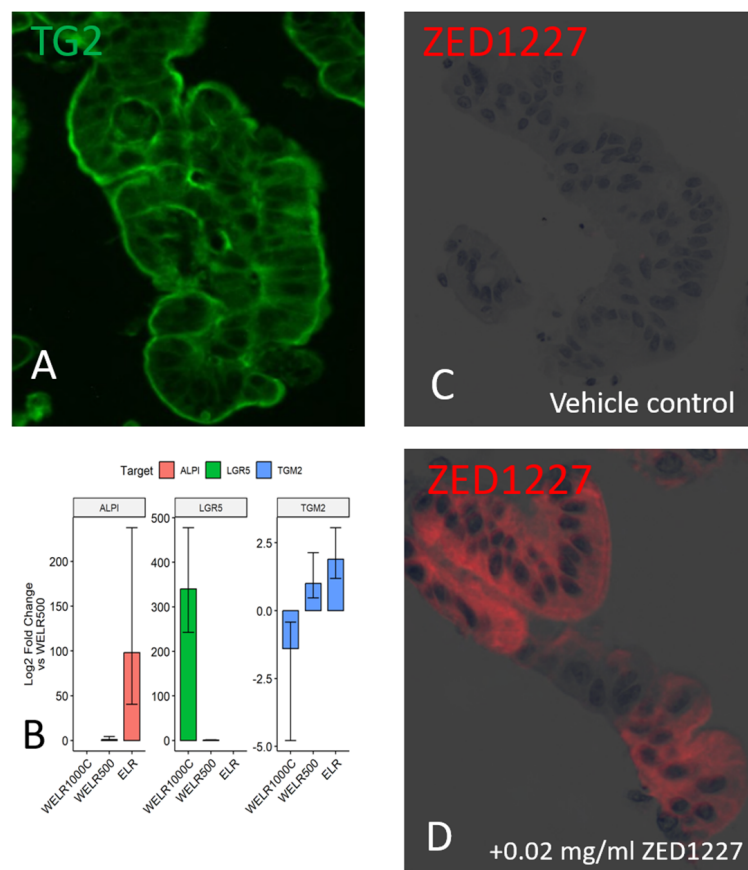 TG2
A
ZED1227
C
Vehicle control
Target ALPI LGR5 TGM2
ALPI LGR5 TGM2
Log2 Fold Change
vs WELR500
200
150
100
50
0
500
400
300
200
100
0
2.5
0.0
-2.5
-5.0
WELR1000C WELR500 ELR
WELR1000C WELR500 ELR
WELR1000C WELR500 ELR
B
ZED1227
D
+0.02 mg/ml ZED1227